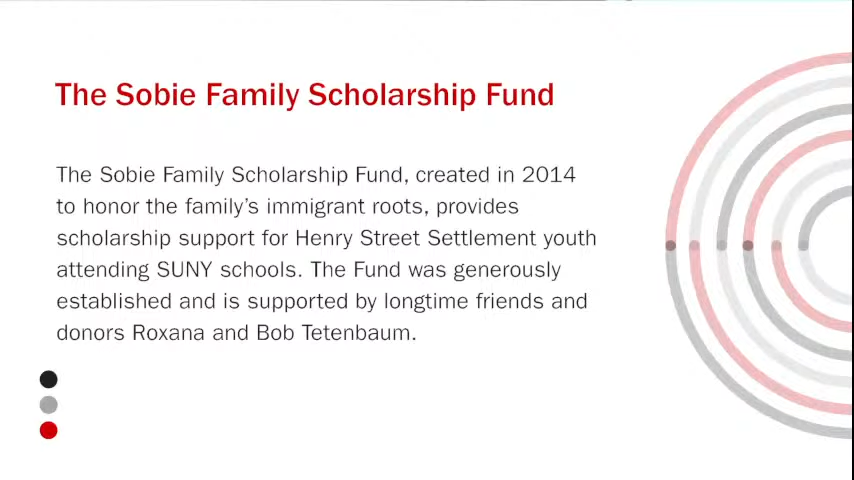 The Sobie Family Scholarship Fund
The Sobie Family Scholarship Fund, created in 2014
to honor the family’s immigrant roots, provides
scholarship support for Henry Street Settlement youth
attending SUNY schools. The Fund was generously
established and is supported by longtime friends and
donors Roxana and Bob Tetenbaum.